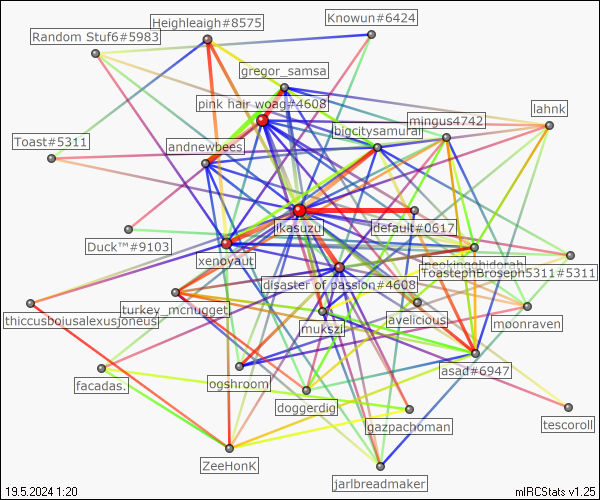 Knowun#6424
Heighleaigh#8575
Random Stuf6#5983
gregor_samsa
pink hair woag#4608
lahnk
mingus4742
bigcitysamurai
Toast#5311
andnewbees
ikasuzu
default#0617
Duck™#9103
xenoyaut
ToastephBroseph5311#5311
disaster of passion#4608
turkey_mcnugget
thiccusboiusalexusjoneus
mukszi
avelicious
moonraven
asad#6947
facadas.
ogshroom
doggerdig
gazpachoman
tescoroll
ZeeHonK
jarlbreadmaker
19.5.2024 1:20
mIRCStats v1.25